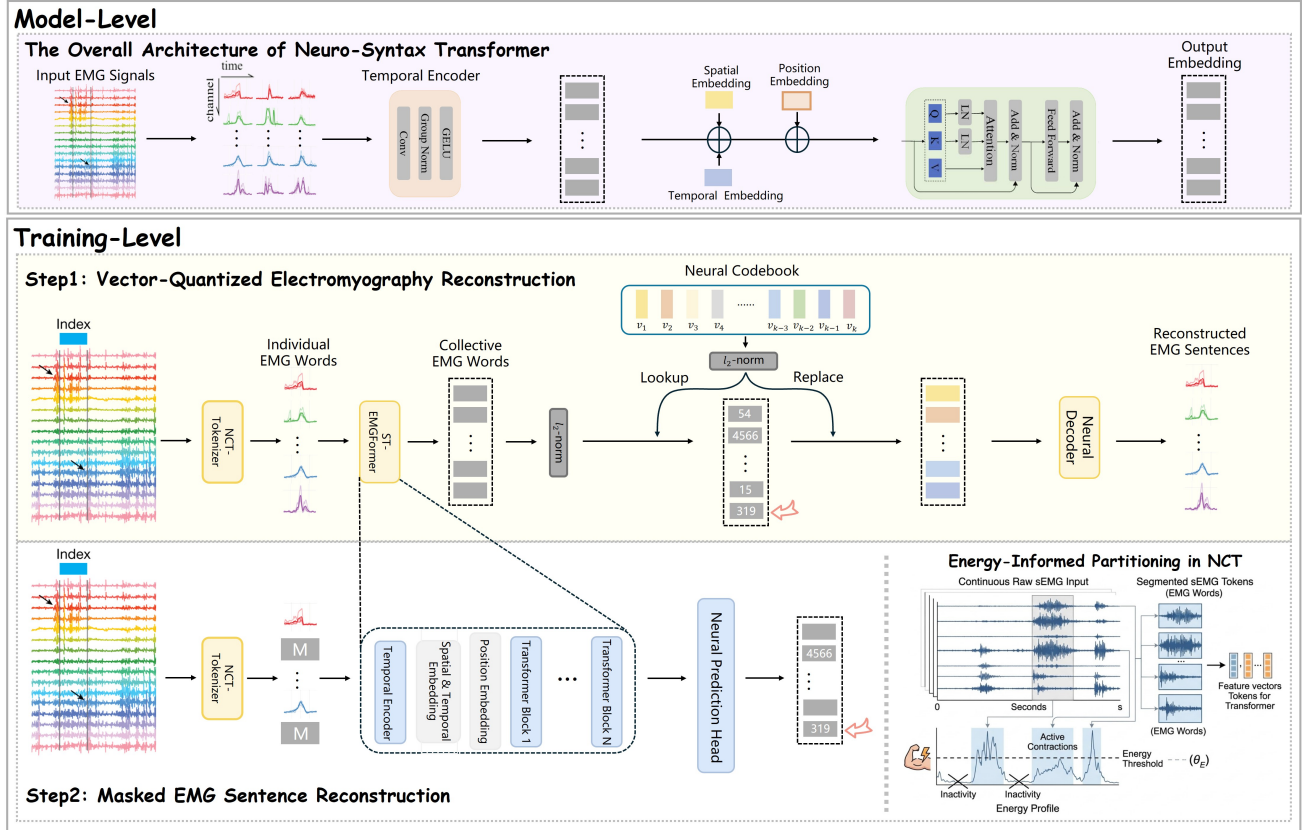 Model-Level
The Overall Architecture of Neuro-Syntax Transformer
Input EMG Signals
time
channel
Temporal Encoder
Conv
Group Norm
GELU
Spatial
Embedding
Position
Embedding
Temporal Embedding
Q
K
V
LN
LN
Attention
Add & Norm
Feed Forward
Add & Norm
Output
Embedding
Training-Level
Step1: Vector-Quantized Electromyography Reconstruction
Index
NCT-
Tokenizer
Individual
EMG Words
ST-
EMGFormer
Collective
EMG Words
l₂-norm
Neural Codebook
v₁ v₂ v₃ v₄ ...... vₖ₋₃ vₖ₋₂ vₖ₋₁ vₖ
l₂-norm
Lookup
Replace
54
4566
15
319
Neural
Decoder
Reconstructed
EMG Sentences
Index
NCT-
Tokenizer
M
M
Temporal Encoder
Spatial & Temporal
Embedding
Position Embedding
Transformer Block 1
Transformer Block N
Neural Prediction Head
4566
319
Step2: Masked EMG Sentence Reconstruction
Energy-Informed Partitioning in NCT
Continuous Raw sEMG Input
0
Seconds
s
Segmented sEMG Tokens
(EMG Words)
...
(EMG Words)
Feature vectors
Tokens for
Transformer
Active
Contractions
Energy
Threshold
(θ_E)
Inactivity
Inactivity
Energy Profile